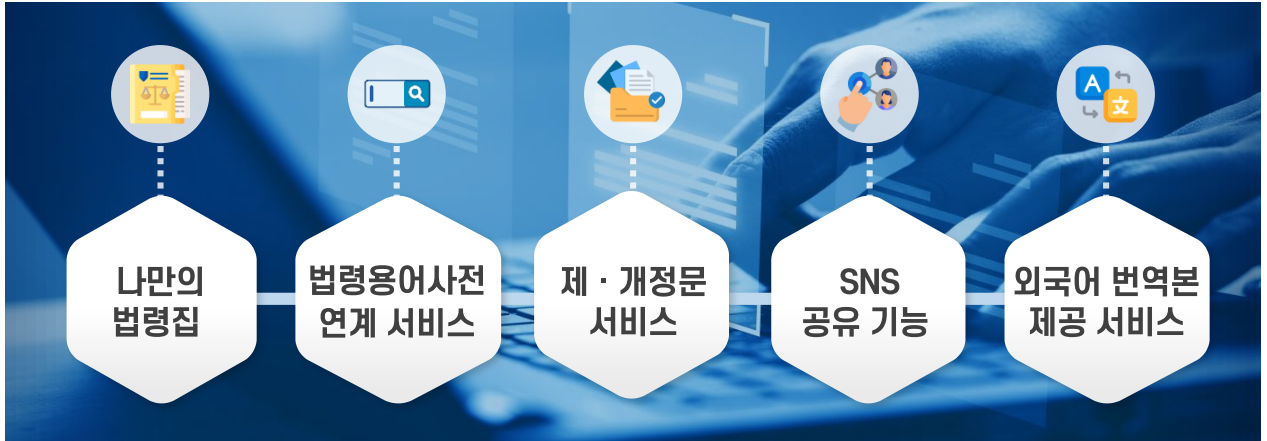 나만의
법령집
법령용어사전
연계 서비스
제 · 개정문
서비스
SNS
공유 기능
외국어 번역본
제공 서비스
A
文